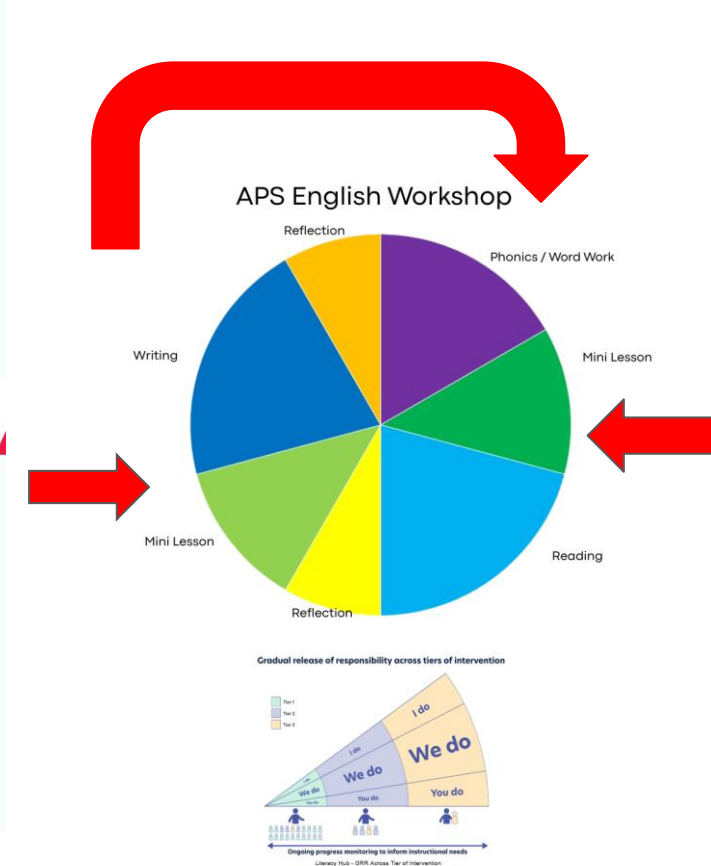 APS English Workshop
Reflection
Phonics / Word Work
Writing
Mini Lesson
Mini Lesson
Reading
Reflection
Gradual release of responsibility across tiers of intervention
Tier 1
Tier 2
Tier 3
I do
We do
You do
I do
We do
You do
I do
We do
You do
Ongoing progress monitoring to inform instructional needs
Literacy Hub - GRR Across Tier of Intervention